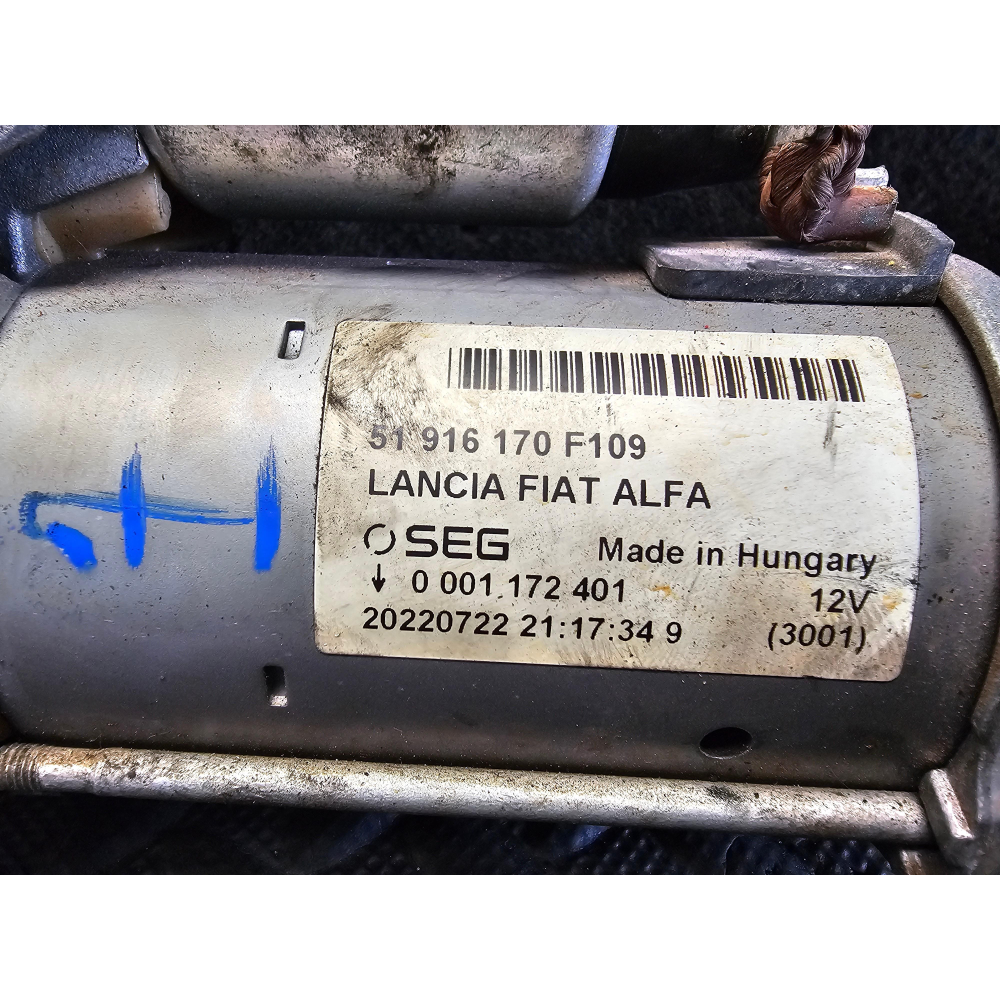 51 916 170 F109
LANCIA FIAT ALFA
SEG Made in Hungary
↓ 0 001 172 401 12V
20220722 21:17:34 9 (3001)